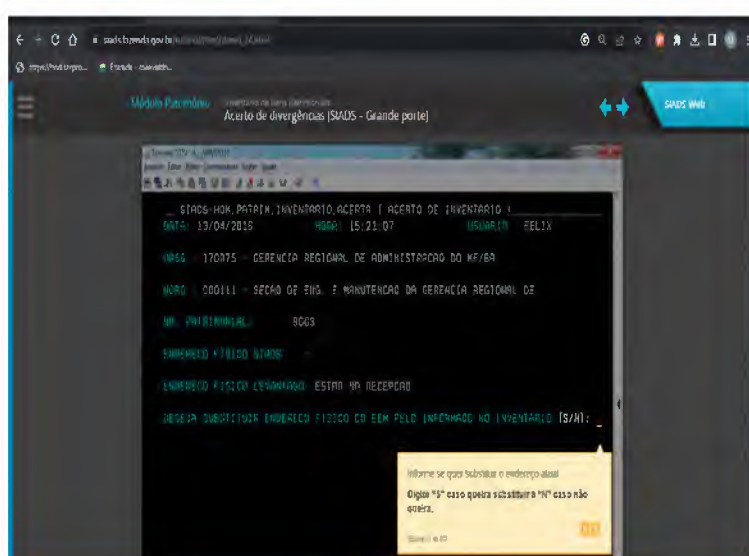 Módulo Patrimônio
Acerto de divergências (SIADS - Grande porte)
SIADS Web
SIADS-HOM,PATRIM,INVENTARIO,ACERTA ( ACERTO DE INVENTARIO )
DATA: 13/04/2016 HORA: 15:21:07 USUARIO: FELIX
170075 - GERENCIA REGIONAL DE ADMINISTRACAO DO MF/BA
000111 - SECAO DE ENG. E MANUTENCAO DA GERENCIA REGIONAL DE
NR. PATRIMONIAL: 9003
ENDERECO FISICO SIADS
ENDERECO FISICO LEVANTADO: ESTAO NA RECEPCAO
DESEJA SUBSTITUIR ENDERECO FISICO DO BEM PELO INFORMADO NO INVENTARIO (S/N): _
Informe se quer substituir o endereço atual
Digite "S" caso queira substituir e "N" caso não
queira.